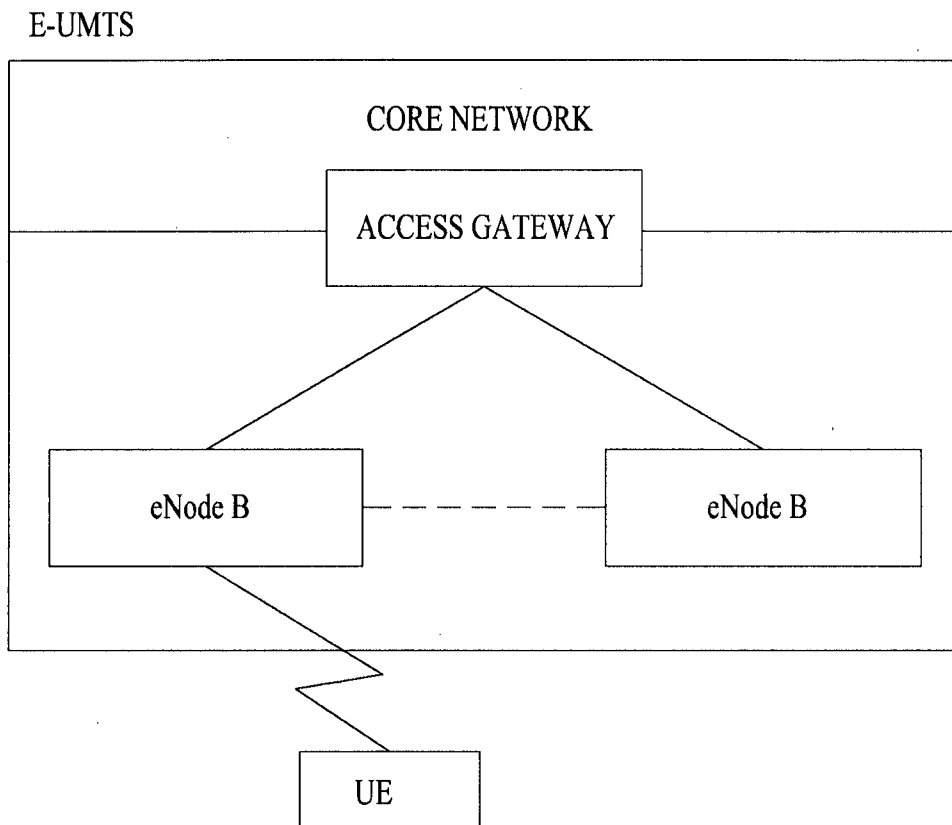 E-UMTS
CORE NETWORK
ACCESS GATEWAY
eNode B
eNode B
UE